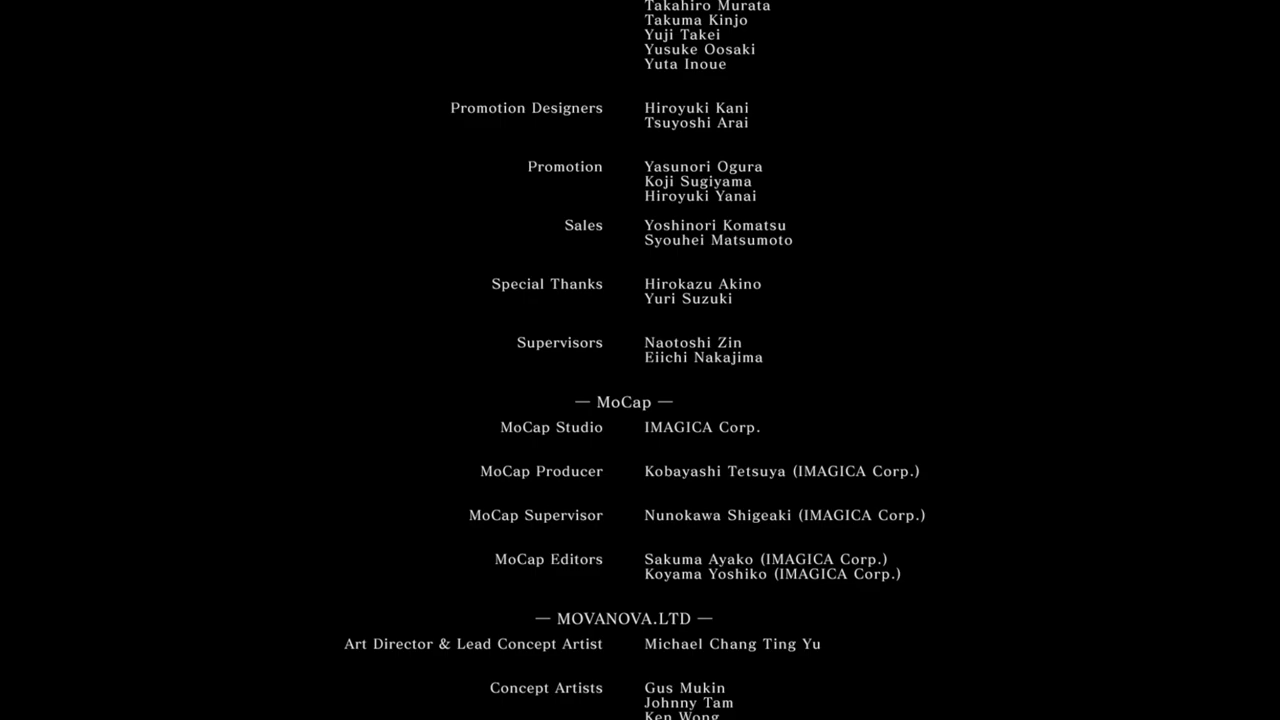 Takahiro Murata
Takuma Kinjo
Yuji Takei
Yusuke Oosaki
Yuta Inoue
Promotion Designers Hiroyuki Kani
Tsuyoshi Arai
Promotion Yasunori Ogura
Koji Sugiyama
Hiroyuki Yanai
Sales Yoshinori Komatsu
Syouhei Matsumoto
Special Thanks Hirokazu Akino
Yuri Suzuki
Supervisors Naotoshi Zin
Eiichi Nakajima
— MoCap —
MoCap Studio IMAGICA Corp.
MoCap Producer Kobayashi Tetsuya (IMAGICA Corp.)
MoCap Supervisor Nunokawa Shigeaki (IMAGICA Corp.)
MoCap Editors Sakuma Ayako (IMAGICA Corp.)
Koyama Yoshiko (IMAGICA Corp.)
— MOVANOVA.LTD —
Art Director & Lead Concept Artist Michael Chang Ting Yu
Concept Artists Gus Mukin
Johnny Tam
Ken Wong